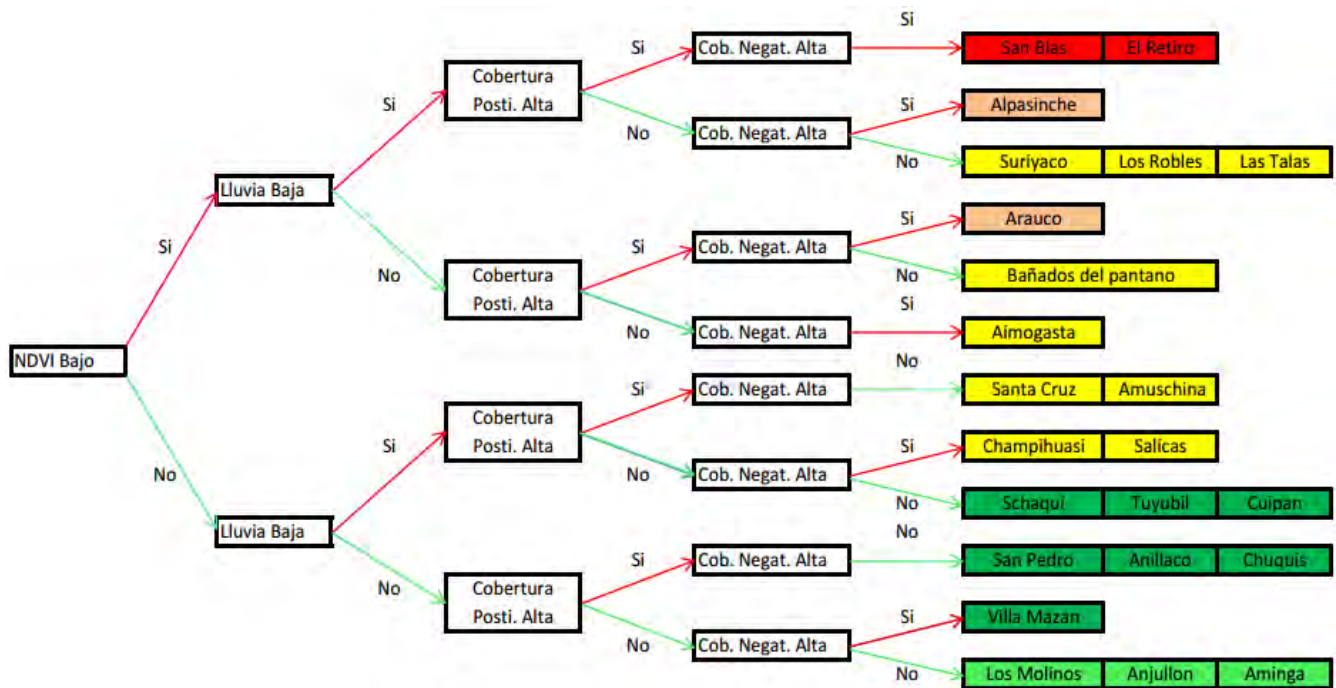 Si
Si Cob. Negat. Alta San Blas El Retiro
Cobertura
Posti. Alta
Si Si Alpasinche
No Cob. Negat. Alta
No Suriyaco Los Robles Las Talas
Lluvia Baja
Si Arauco
Si Si Cob. Negat. Alta
No Cobertura No Bañados del pantano
Posti. Alta
Si
No Cob. Negat. Alta Aimogasta
NDVI Bajo
No
Si Cob. Negat. Alta Santa Cruz Amuschina
Cobertura
Si Posti. Alta Si Champihuasi Salicas
No No Cob. Negat. Alta
No Schaqui Tuyubil Cuipan
Lluvia Baja No
Si Cob. Negat. Alta San Pedro Anillaco Chuquis
No Cobertura
Posti. Alta Si Villa Mazan
No Cob. Negat. Alta
No Los Molinos Anjullon Aminga